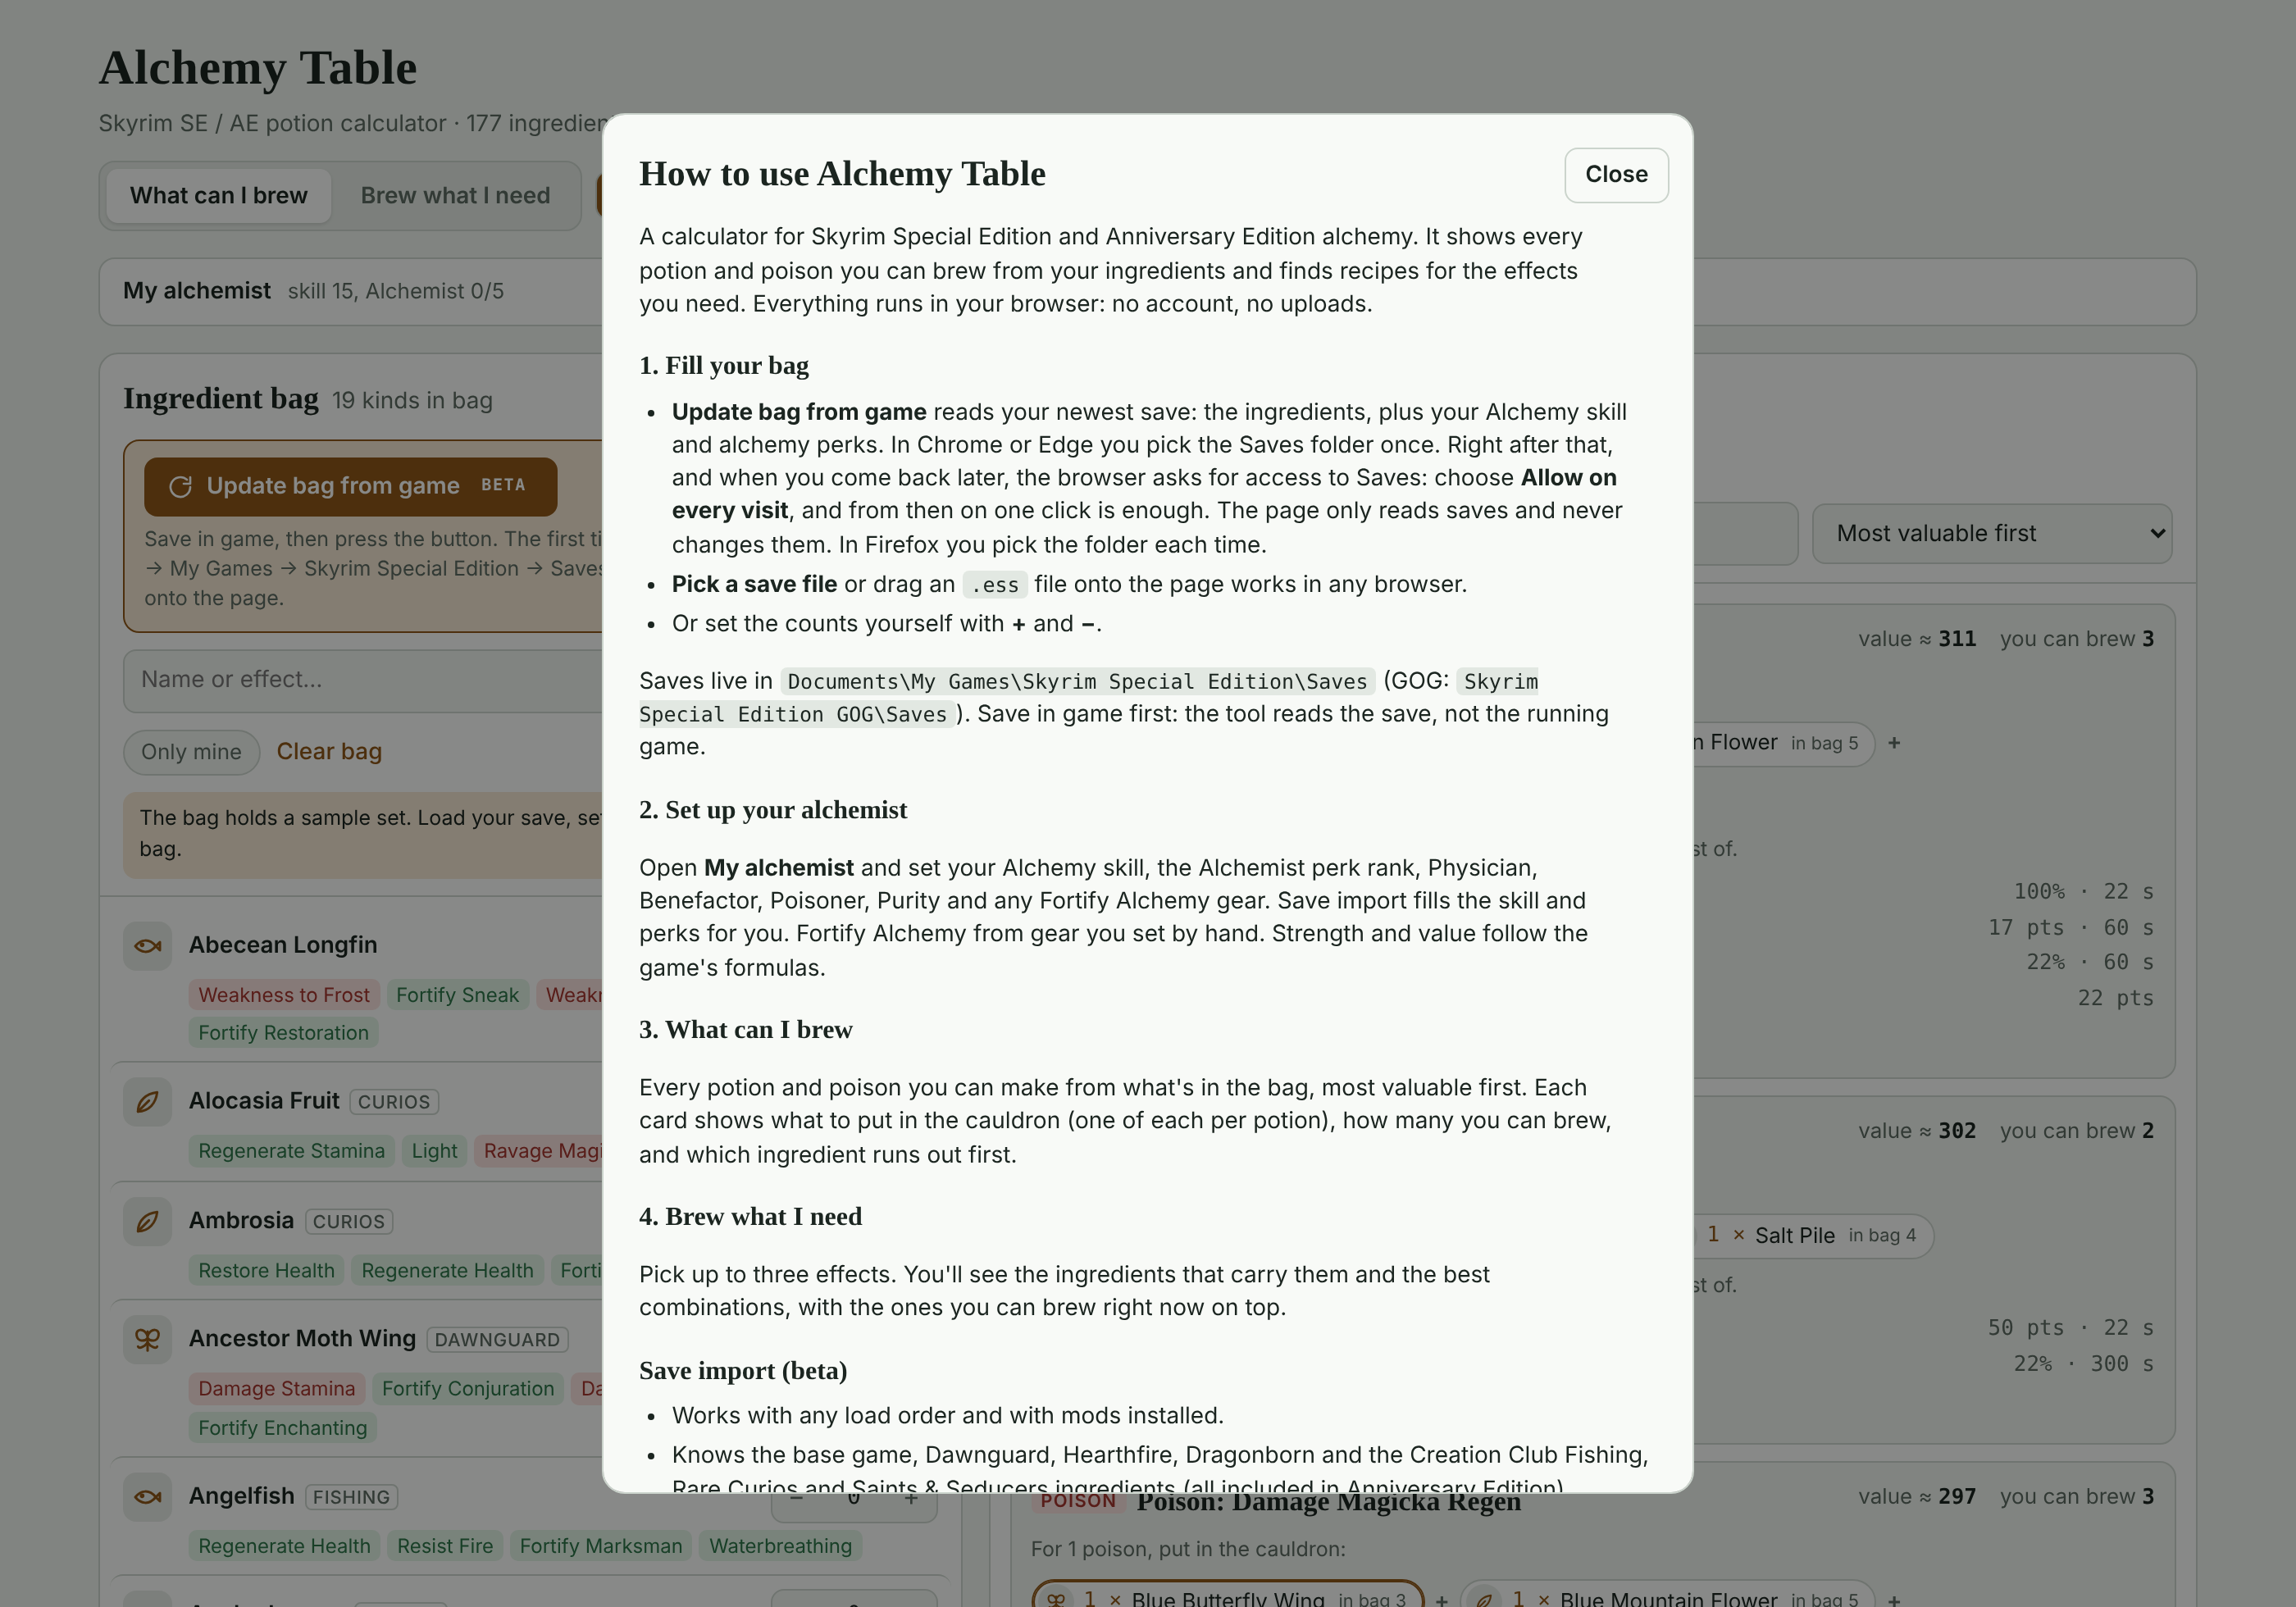 Alchemy Table
Skyrim SE / AE potion calculator · 177
What can I brew
Brew what I need
My alchemist skill 15, Alchemist 0/5
Ingredient bag 19 kinds in bag
Update bag from game BETA
Save in game, then press the button. The first
→ My Games → Skyrim Special Edition → Saves
onto the page.
Name or effect...
Only mine
Clear bag
The bag holds a sample set. Load your save,
bag.
Abecean Longfin
Weakness to Frost
Fortify Sneak
Fortify Restoration
Alocasia Fruit CURIOS
Regenerate Stamina
Light
Ravage
Ambrosia CURIOS
Restore Health
Regenerate Health
Ancestor Moth Wing DAWNGUARD
Damage Stamina
Fortify Conjuration
Fortify Enchanting
Angelfish FISHING
− 0 +
Regenerate Health
Resist Fire
Fortify Marksman
Waterbreathing
How to use Alchemy Table
Close
A calculator for Skyrim Special Edition and Anniversary Edition alchemy. It shows every
potion and poison you can brew from your ingredients and finds recipes for the effects
you need. Everything runs in your browser: no account, no uploads.
1. Fill your bag
• Update bag from game reads your newest save: the ingredients, plus your Alchemy skill
and alchemy perks. In Chrome or Edge you pick the Saves folder once. Right after that,
and when you come back later, the browser asks for access to Saves: choose Allow on
every visit, and from then on one click is enough. The page only reads saves and never
changes them. In Firefox you pick the folder each time.
• Pick a save file or drag an .ess file onto the page works in any browser.
• Or set the counts yourself with + and −.
Saves live in Documents\My Games\Skyrim Special Edition\Saves (GOG: Skyrim
Special Edition GOG\Saves). Save in game first: the tool reads the save, not the running
game.
2. Set up your alchemist
Open My alchemist and set your Alchemy skill, the Alchemist perk rank, Physician,
Benefactor, Poisoner, Purity and any Fortify Alchemy gear. Save import fills the skill and
perks for you. Fortify Alchemy from gear you set by hand. Strength and value follow the
game's formulas.
3. What can I brew
Every potion and poison you can make from what's in the bag, most valuable first. Each
card shows what to put in the cauldron (one of each per potion), how many you can brew,
and which ingredient runs out first.
4. Brew what I need
Pick up to three effects. You'll see the ingredients that carry them and the best
combinations, with the ones you can brew right now on top.
Save import (beta)
• Works with any load order and with mods installed.
• Knows the base game, Dawnguard, Hearthfire, Dragonborn and the Creation Club Fishing,
Rare Curios and Saints & Seducers ingredients (all included in Anniversary Edition)
Most valuable first
value ≈ 311 you can brew 3
Flower in bag 5 +
of.
100% · 22 s
17 pts · 60 s
22% · 60 s
22 pts
value ≈ 302 you can brew 2
1 × Salt Pile in bag 4
of.
50 pts · 22 s
22% · 300 s
POISON Poison: Damage Magicka Regen
value ≈ 297 you can brew 3
For 1 poison, put in the cauldron:
1 × Blue Butterfly Wing in bag 3 + 1 × Blue Mountain Flower in bag 5 +